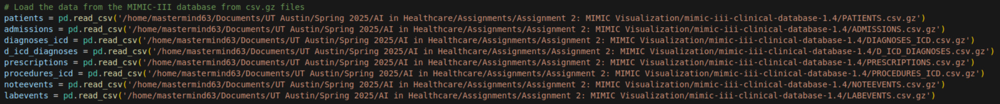 # Load the data from the MIMIC-III database from csv.gz files
patients = pd.read_csv('/home/mastermind63/Documents/UT Austin/Spring 2025/AI in Healthcare/Assignments/Assignment 2: MIMIC Visualization/mimic-iii-clinical-database-1.4/PATIENTS.csv.gz')
admissions = pd.read_csv('/home/mastermind63/Documents/UT Austin/Spring 2025/AI in Healthcare/Assignments/Assignment 2: MIMIC Visualization/mimic-iii-clinical-database-1.4/ADMISSIONS.csv.gz')
diagnoses_icd = pd.read_csv('/home/mastermind63/Documents/UT Austin/Spring 2025/AI in Healthcare/Assignments/Assignment 2: MIMIC Visualization/mimic-iii-clinical-database-1.4/DIAGNOSES_ICD.csv.gz')
d_icd_diagnoses = pd.read_csv('/home/mastermind63/Documents/UT Austin/Spring 2025/AI in Healthcare/Assignments/Assignment 2: MIMIC Visualization/mimic-iii-clinical-database-1.4/D_ICD_DIAGNOSES.csv.gz')
prescriptions = pd.read_csv('/home/mastermind63/Documents/UT Austin/Spring 2025/AI in Healthcare/Assignments/Assignment 2: MIMIC Visualization/mimic-iii-clinical-database-1.4/PRESCRIPTIONS.csv.gz')
procedures_icd = pd.read_csv('/home/mastermind63/Documents/UT Austin/Spring 2025/AI in Healthcare/Assignments/Assignment 2: MIMIC Visualization/mimic-iii-clinical-database-1.4/PROCEDURES_ICD.csv.gz')
noteevents = pd.read_csv('/home/mastermind63/Documents/UT Austin/Spring 2025/AI in Healthcare/Assignments/Assignment 2: MIMIC Visualization/mimic-iii-clinical-database-1.4/NOTEEVENTS.csv.gz')
labevents = pd.read_csv('/home/mastermind63/Documents/UT Austin/Spring 2025/AI in Healthcare/Assignments/Assignment 2: MIMIC Visualization/mimic-iii-clinical-database-1.4/LABEVENTS.csv.gz')